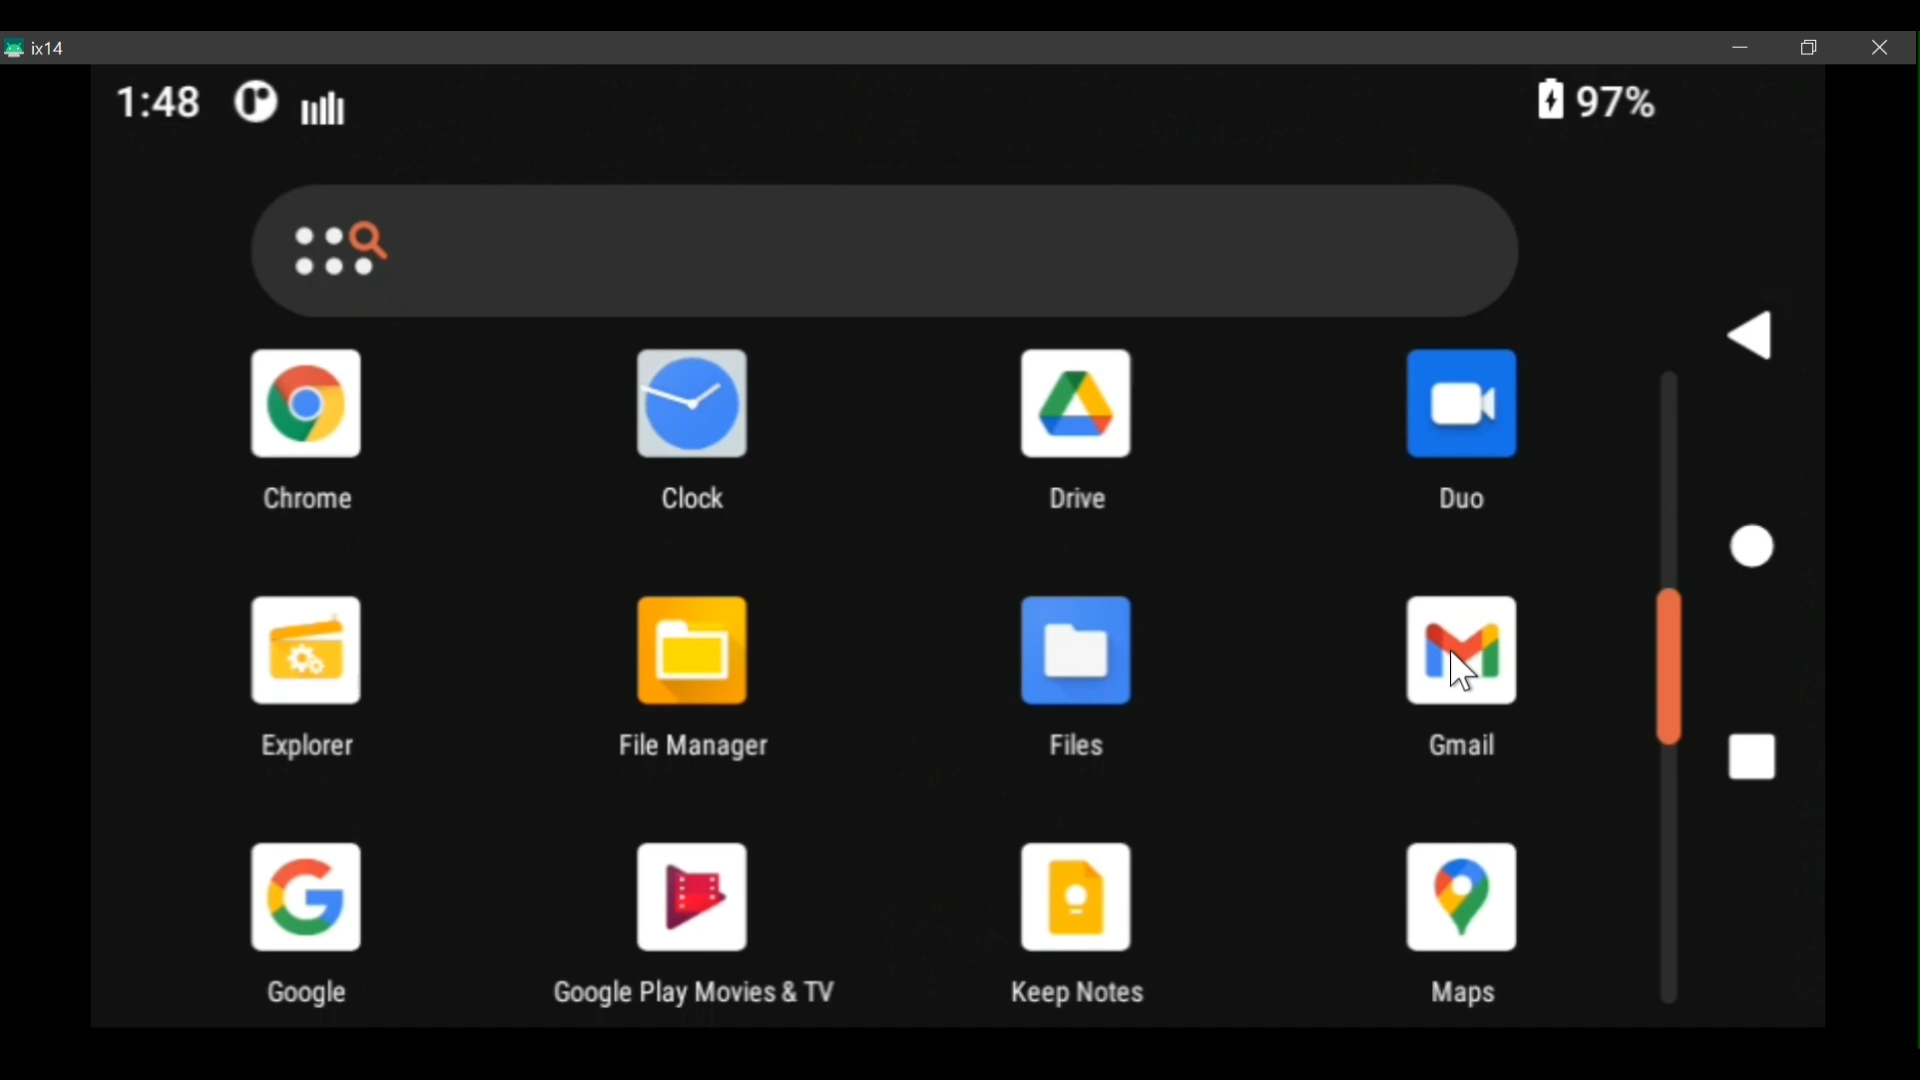 ix14
1:48 97%
Chrome Clock Drive Duo
Explorer File Manager Files Gmail
Google Google Play Movies & TV Keep Notes Maps